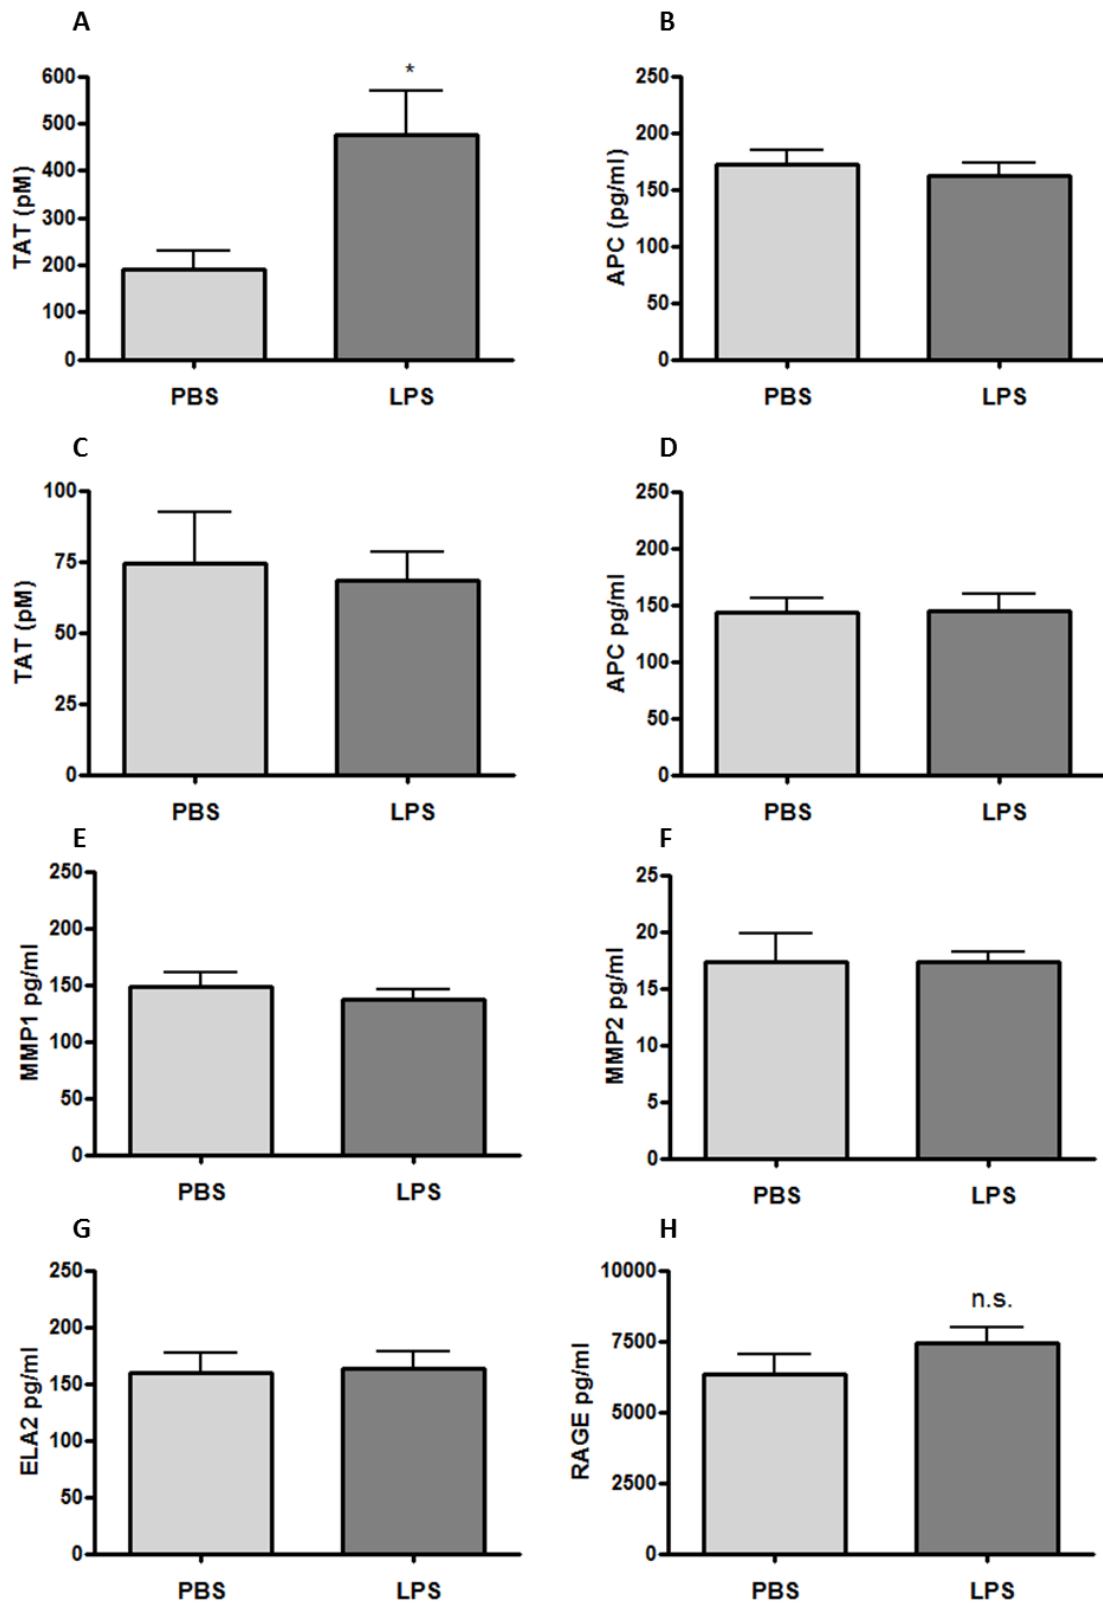 A
TAT (pM)
600
500
400
300
200
100
0
*
PBS LPS
B
APC (pg/ml)
250
200
150
100
50
0
PBS LPS
C
TAT (pM)
100
75
50
25
0
PBS LPS
D
APC pg/ml
250
200
150
100
50
0
PBS LPS
E
MMP1 pg/ml
250
200
150
100
50
0
PBS LPS
F
MMP2 pg/ml
25
20
15
10
5
0
PBS LPS
G
ELA2 pg/ml
250
200
150
100
50
0
PBS LPS
H
RAGE pg/ml
10000
7500
5000
2500
0
n.s.
PBS LPS